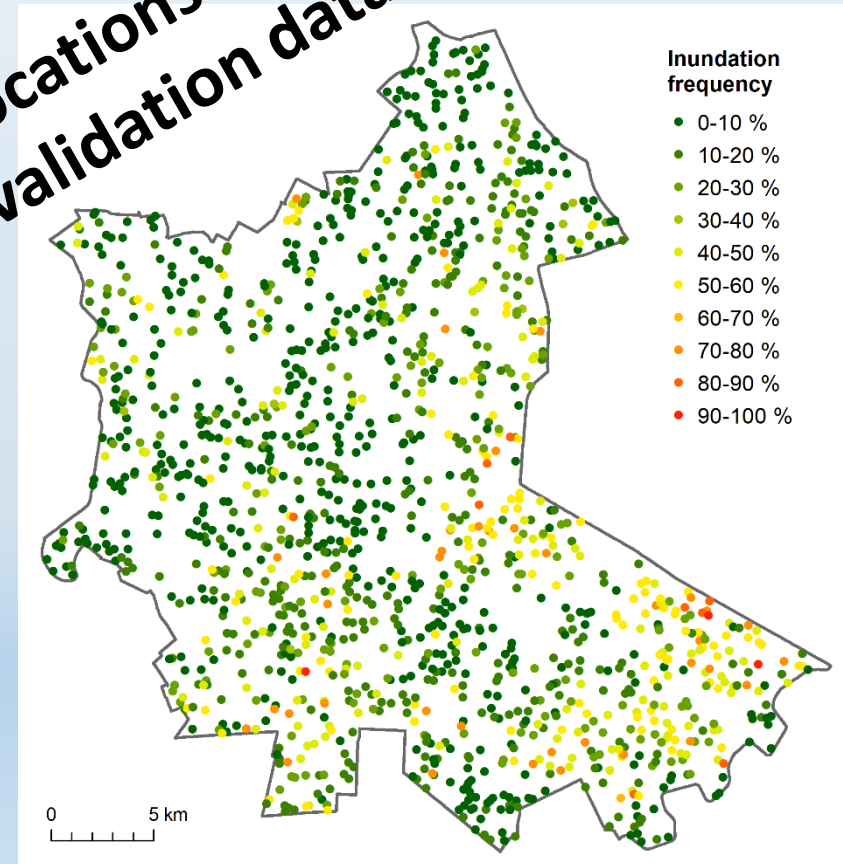 ocations
validation data
Inundation
frequency
0-10 %
10-20 %
20-30 %
30-40 %
40-50 %
50-60 %
60-70 %
70-80 %
80-90 %
90-100 %
0 5 km